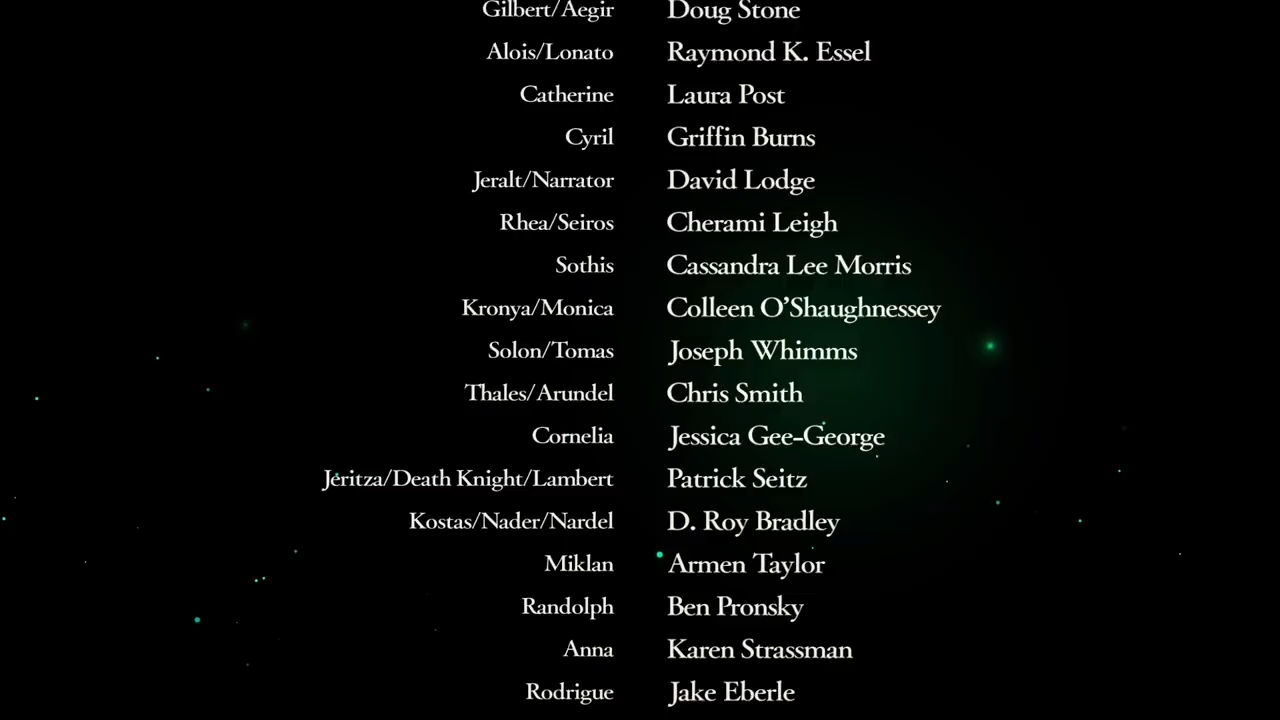 Gilbert/Aegir Doug Stone
Alois/Lonato Raymond K. Essel
Catherine Laura Post
Cyril Griffin Burns
Jeralt/Narrator David Lodge
Rhea/Seiros Cherami Leigh
Sothis Cassandra Lee Morris
Kronya/Monica Colleen O’Shaughnessey
Solon/Tomas Joseph Whimms
Thales/Arundel Chris Smith
Cornelia Jessica Gee-George
Jeritza/Death Knight/Lambert Patrick Seitz
Kostas/Nader/Nardel D. Roy Bradley
Miklan Armen Taylor
Randolph Ben Pronsky
Anna Karen Strassman
Rodrigue Jake Eberle